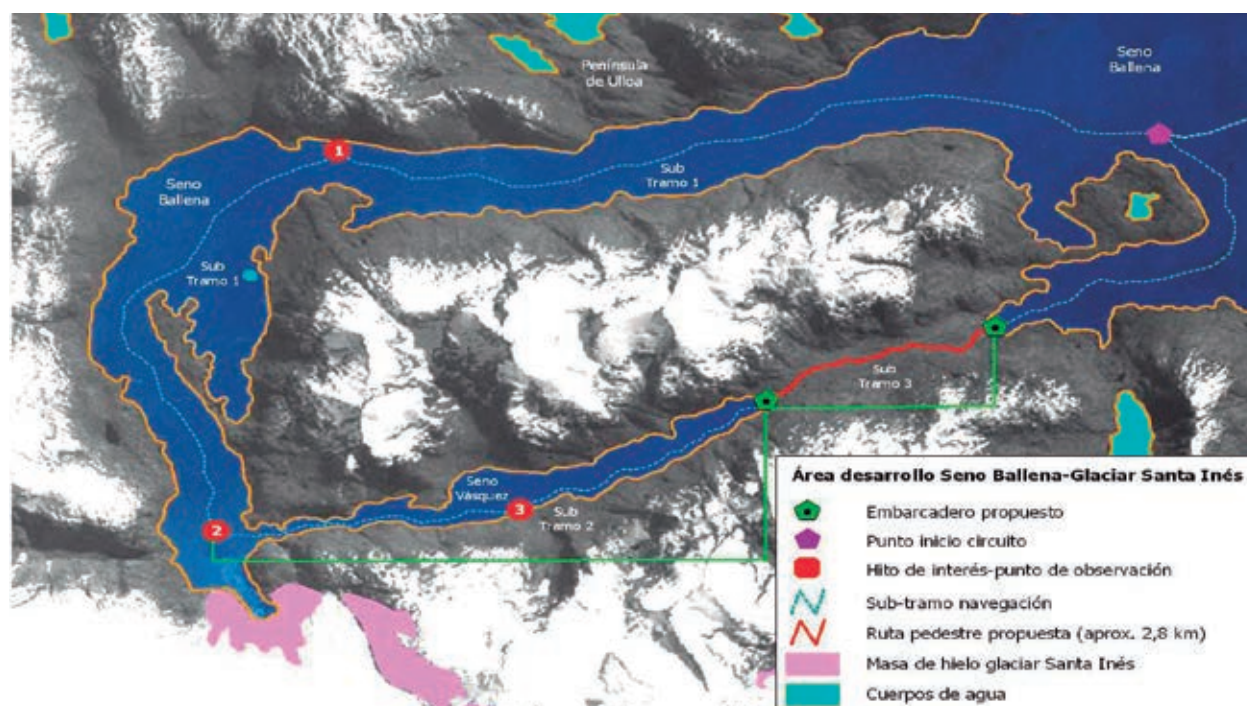 Península
de Ulloa
Seno
Ballena
1
Sub
Tramo 1
Seno
Ballena
Sub
Tramo 1
Sub
Tramo 3
Seno
Vásquez
3
Sub
Tramo 2
2
Área desarrollo Seno Ballena-Glaciar Santa Inés
Embarcadero propuesto
Punto inicio circuito
Hito de interés-punto de observación
Sub-tramo navegación
Ruta pedestre propuesta (aprox. 2,8 km)
Masa de hielo glaciar Santa Inés
Cuerpos de agua